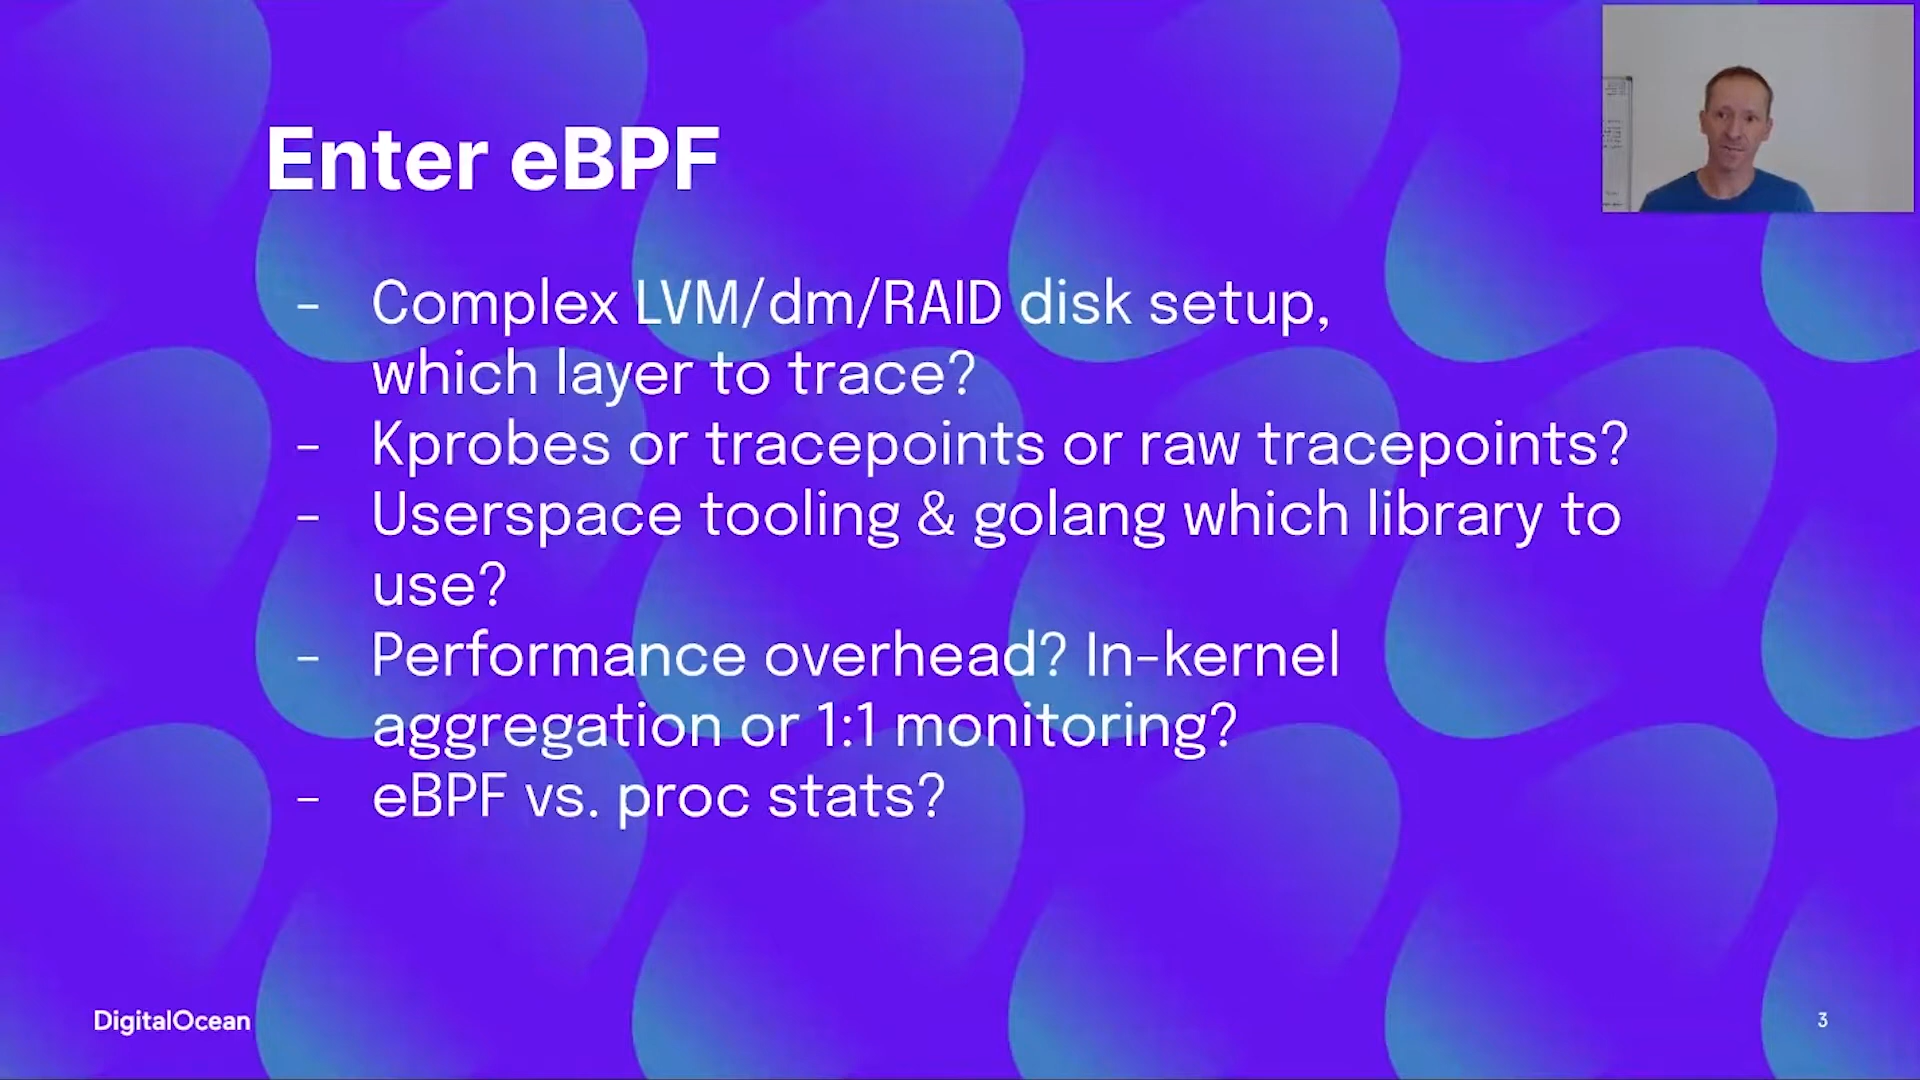 Enter eBPF
- Complex LVM/dm/RAID disk setup,
which layer to trace?
- Kprobes or tracepoints or raw tracepoints?
- Userspace tooling & golang which library to
use?
- Performance overhead? In-kernel
aggregation or 1:1 monitoring?
- eBPF vs. proc stats?
DigitalOcean
3